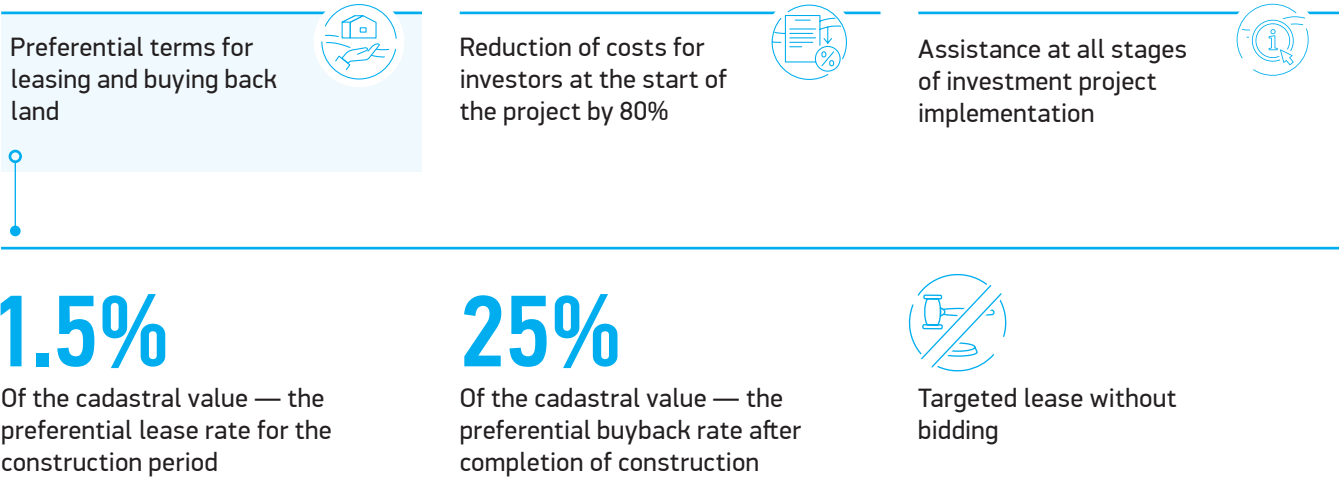 Preferential terms for
leasing and buying back
land
Reduction of costs for
investors at the start of
the project by 80%
Assistance at all stages
of investment project
implementation
1.5%
Of the cadastral value — the
preferential lease rate for the
construction period
25%
Of the cadastral value — the
preferential buyback rate after
completion of construction
Targeted lease without
bidding